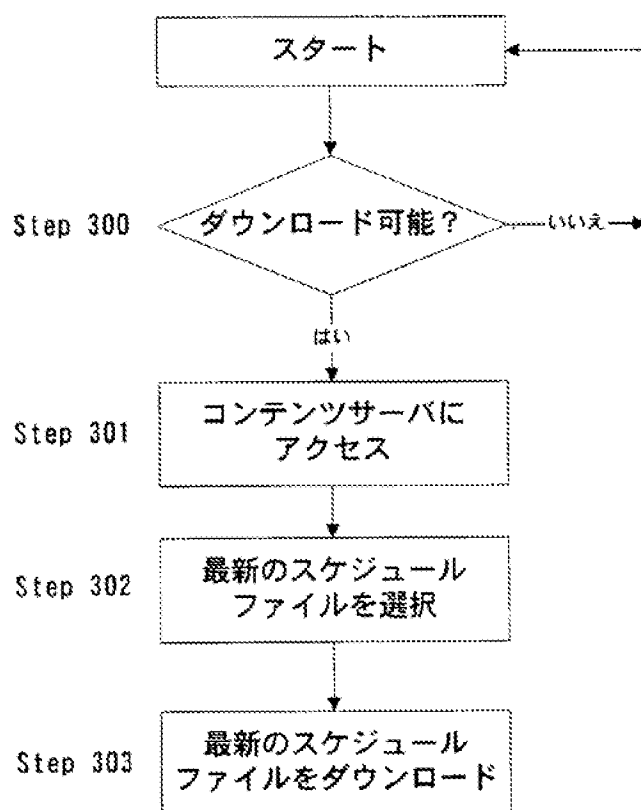 スタート
Step 300
ダウンロード可能？
いいえ
はい
Step 301
コンテンツサーバに
アクセス
Step 302
最新のスケジュール
ファイルを選択
Step 303
最新のスケジュール
ファイルをダウンロード